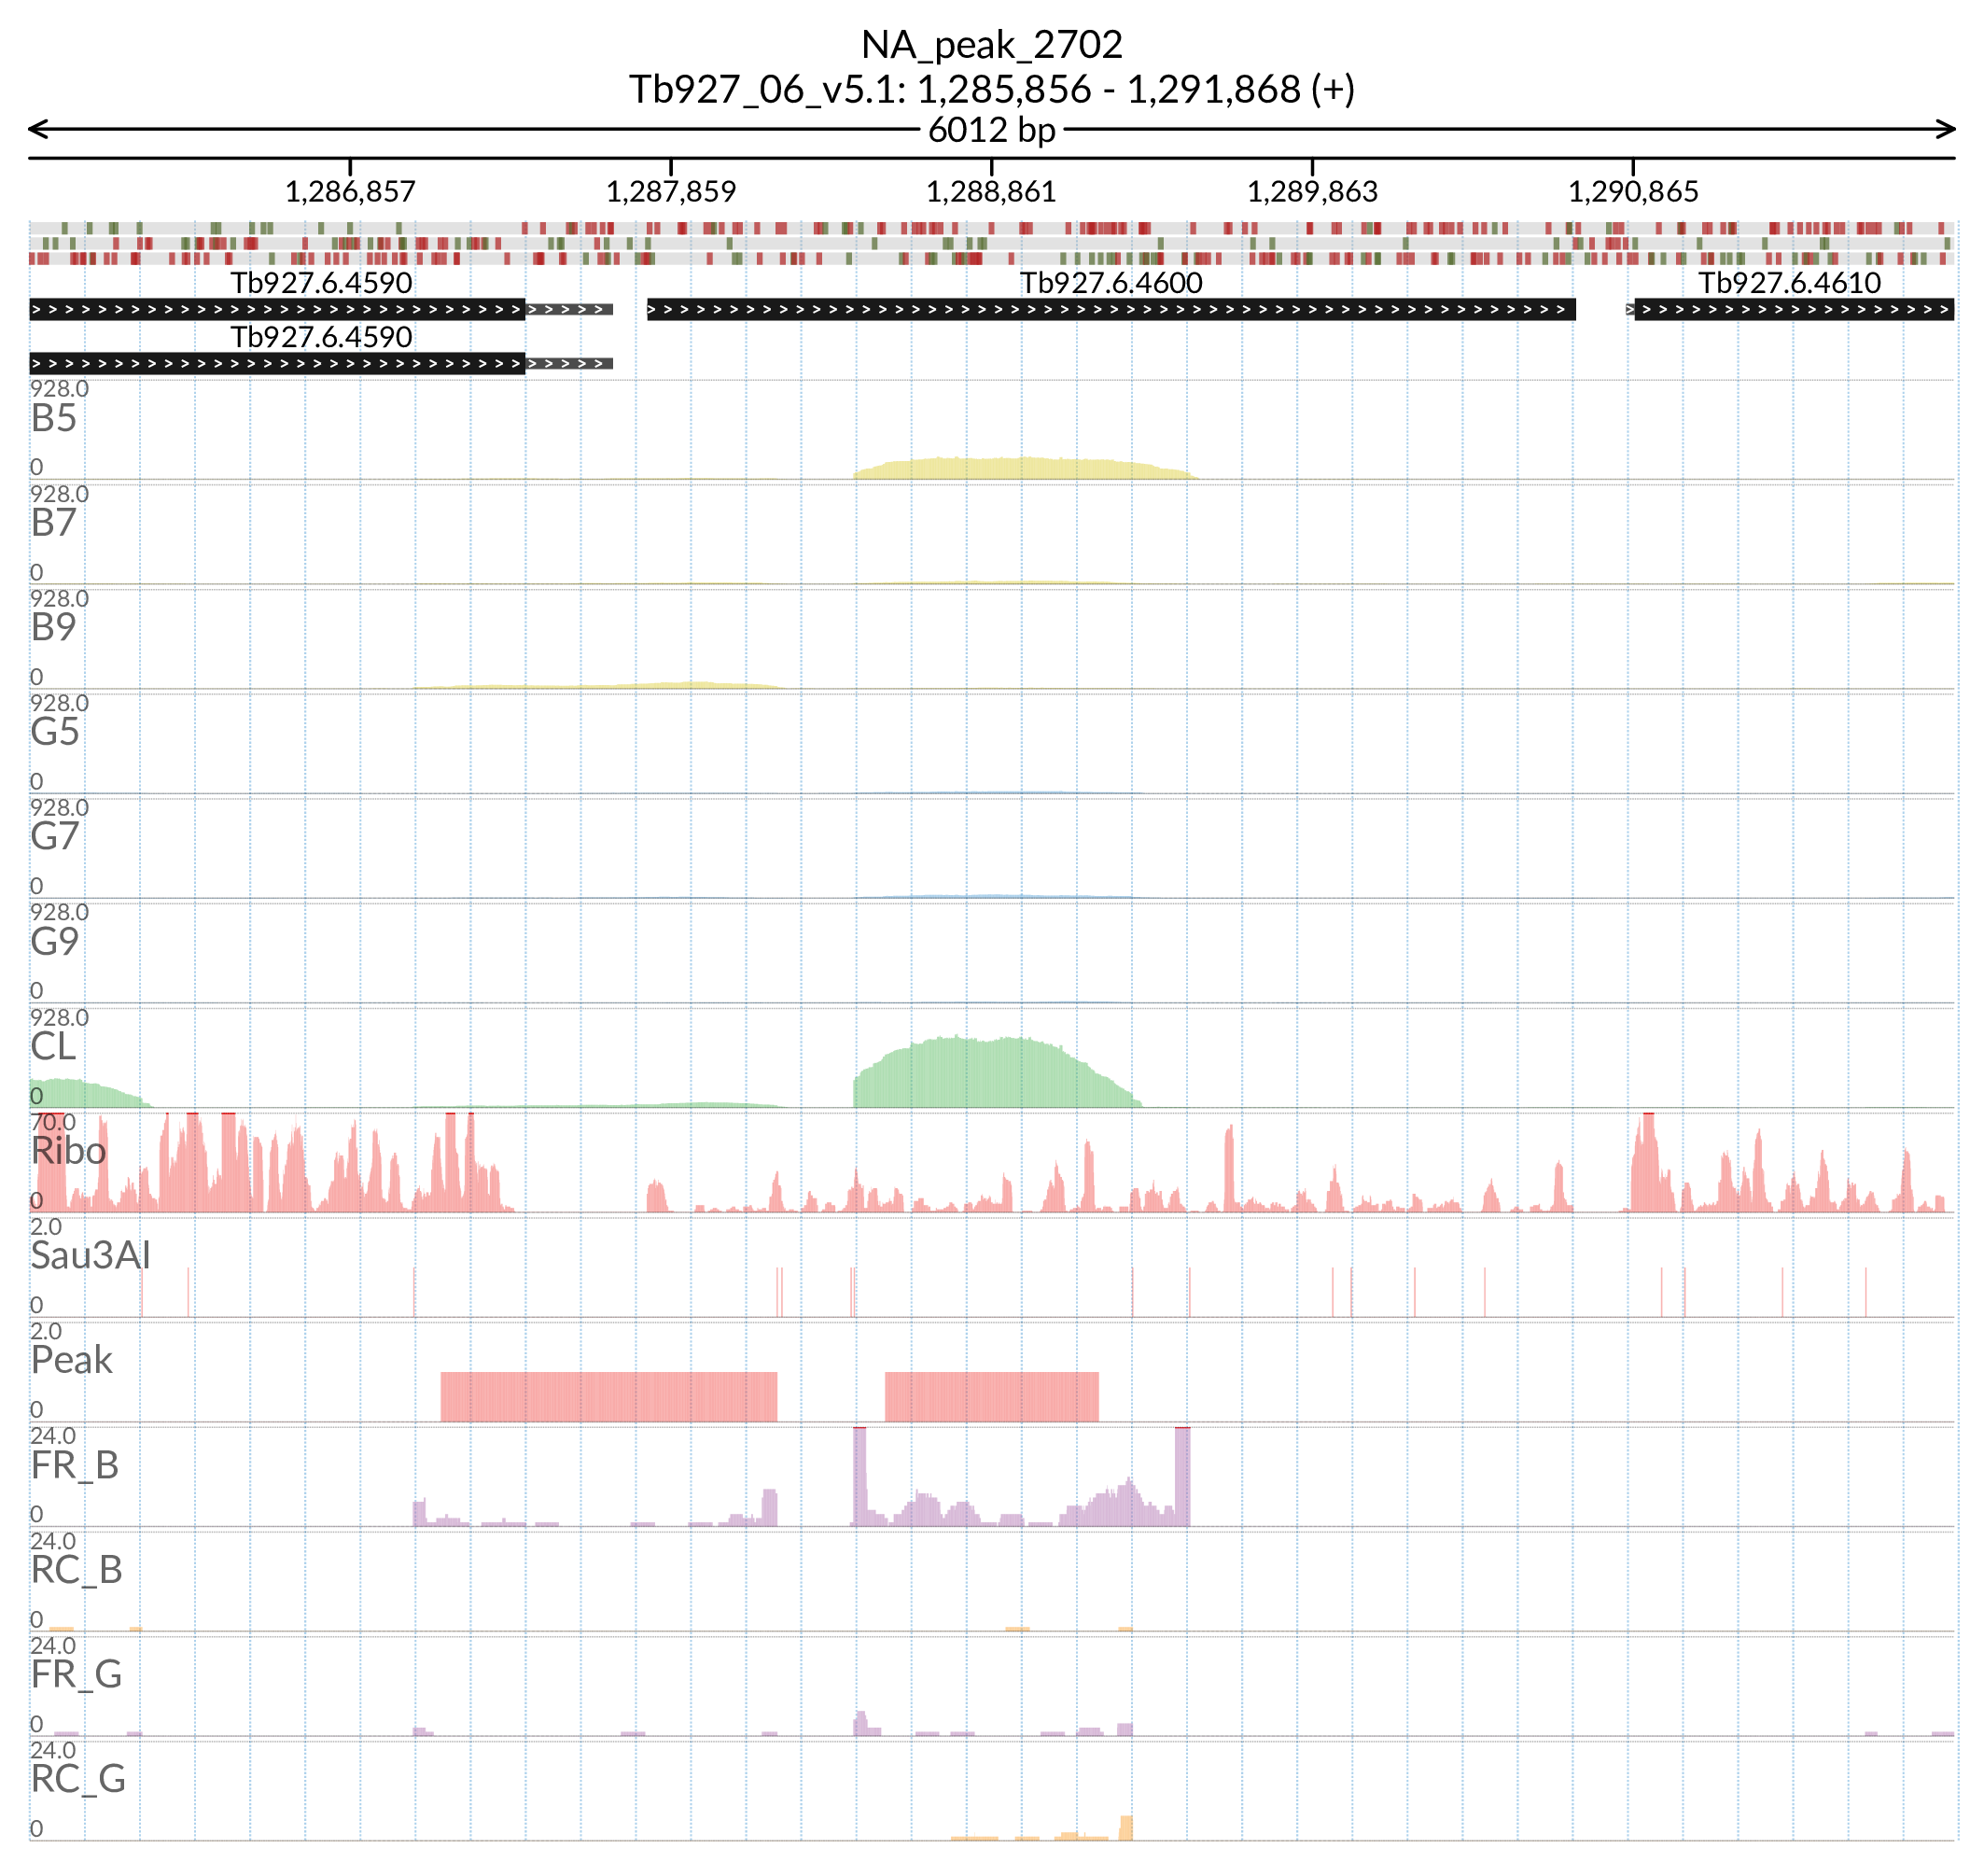 NA_peak_2702
Tb927_06_v5.1: 1,285,856 - 1,291,868 (+)
6012 bp
1,286,857 1,287,859 1,288,861 1,289,863 1,290,865
Tb927.6.4590 Tb927.6.4600 Tb927.6.4610
Tb927.6.4590
928.0
B5
0
928.0
B7
0
928.0
B9
0
928.0
G5
0
928.0
G7
0
928.0
G9
0
928.0
CL
0
70.0
Ribo
0
2.0
Sau3AI
0
2.0
Peak
0
24.0
FR_B
0
24.0
RC_B
0
24.0
FR_G
0
24.0
RC_G
0